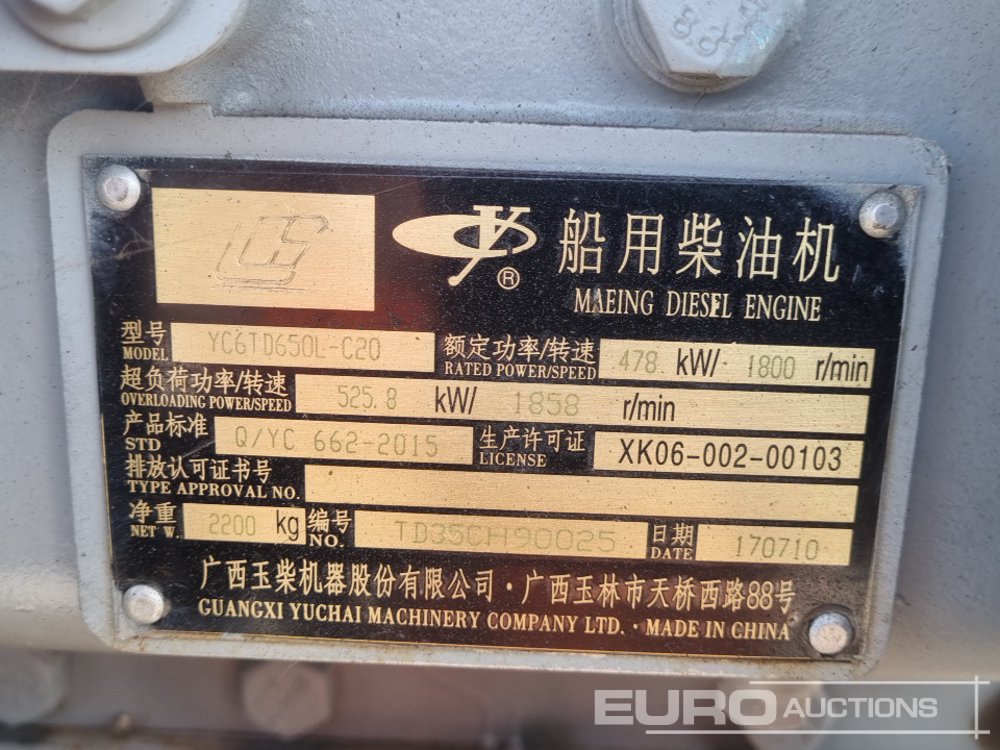 船用柴油机
MAEING DIESEL ENGINE
型号 MODEL YC6TD650L-C20 额定功率/转速 RATED POWER/SPEED 478. kW/ 1800 r/min
超负荷功率/转速 OVERLOADING POWER/SPEED 525.8 kW/ 1858 r/min
产品标准 STD Q/YC 662-2015 生产许可证 LICENSE XK06-002-00103
排放认可证书号 TYPE APPROVAL NO.
净重 NET W. 2200 kg 编号 NO. TD35CH90025 日期 DATE 170710
广西玉柴机器股份有限公司·广西玉林市天桥西路88号
GUANGXI YUCHAI MACHINERY COMPANY LTD. · MADE IN CHINA
EURO AUCTIONS